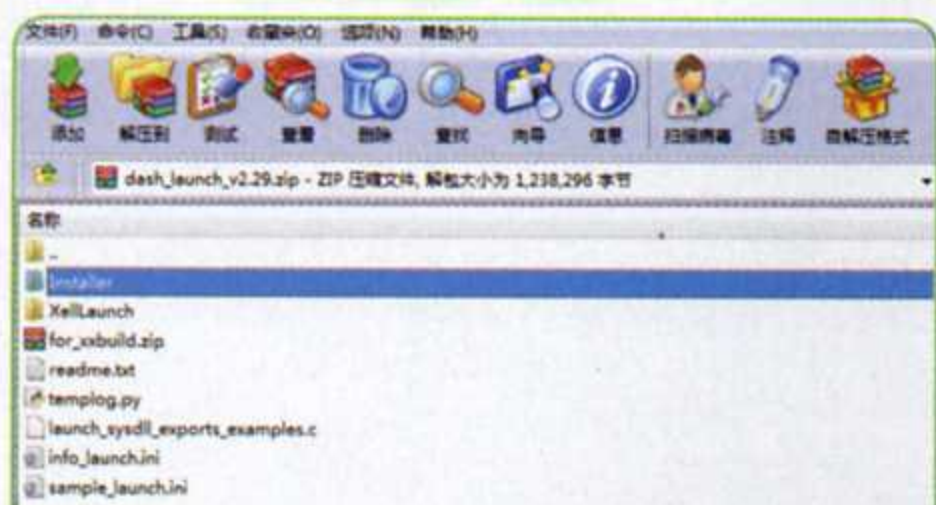 文件(F) 命令(C) 工具(S) 收藏夹(O) 选项(N) 帮助(H)
添加 解压到 测试 查看 删除 查找 向导 信息 扫描病毒 注释 自解压格式
dash_launch_v2.29.zip - ZIP 压缩文件, 解包大小为 1,238,296 字节
名称
..
Installer
XellLaunch
for_xxbuild.zip
readme.txt
templog.py
launch_sysdll_exports_examples.c
info_launch.ini
sample_launch.ini